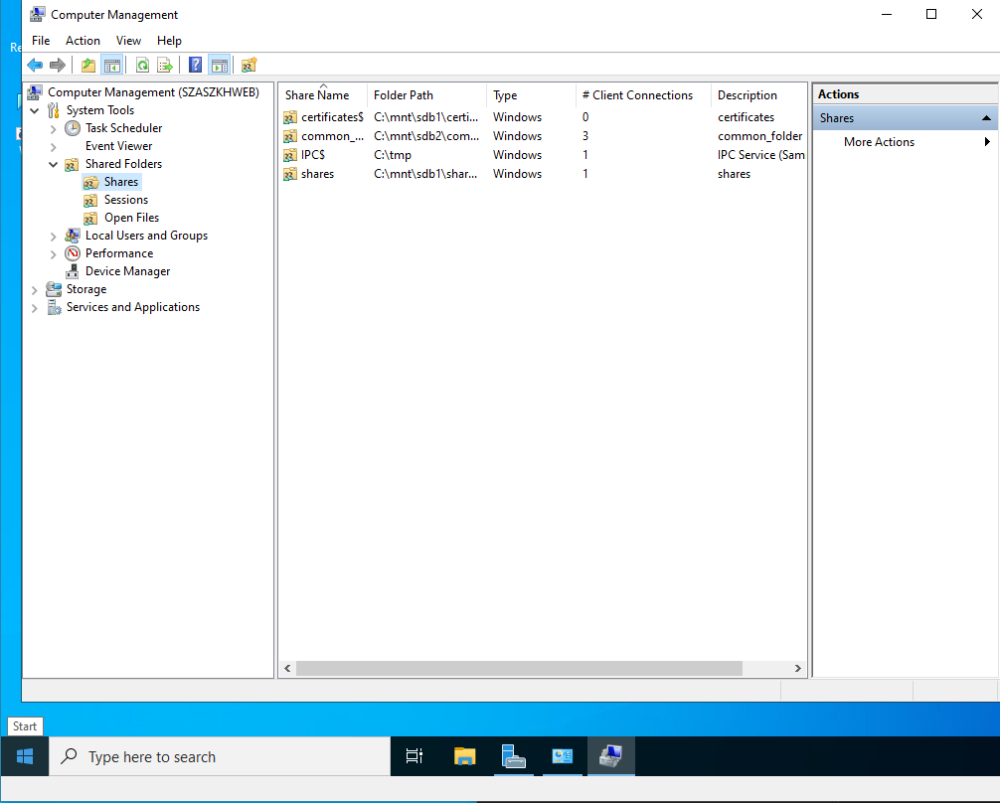 Computer Management
File Action View Help
Computer Management (SZASZKHWEB)
System Tools
Task Scheduler
Event Viewer
Shared Folders
Shares
Sessions
Open Files
Local Users and Groups
Performance
Device Manager
Storage
Services and Applications
Share Name Folder Path Type # Client Connections Description
certificates$ C:\mnt\sdb1\certi... Windows 0 certificates
common_... C:\mnt\sdb2\com... Windows 3 common_folder
IPC$ C:\tmp Windows 1 IPC Service (Sam
shares C:\mnt\sdb1\shar... Windows 1 shares
Actions
Shares
More Actions
Re
Start
Type here to search